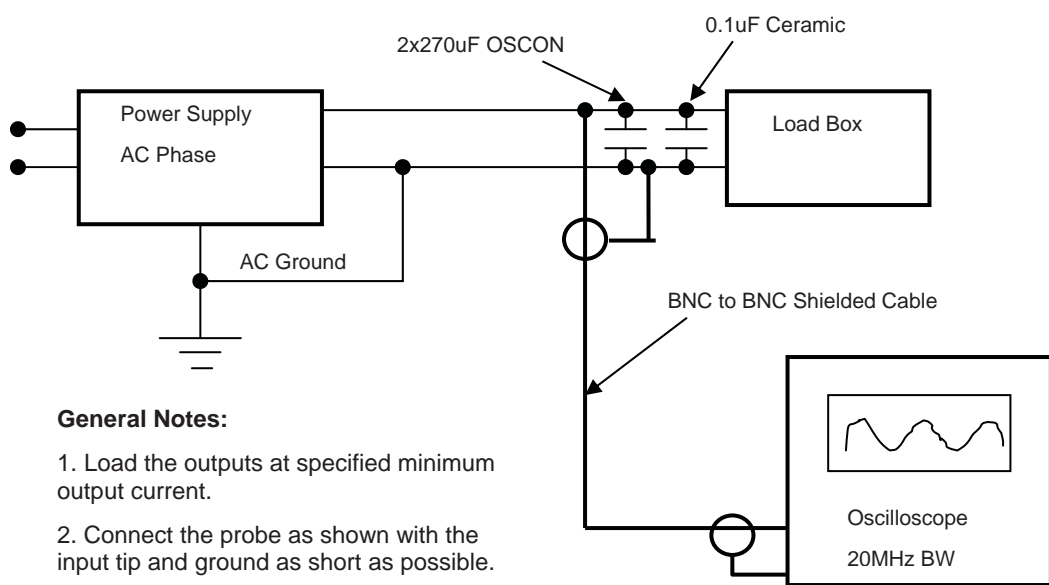 0.1uF Ceramic
2x270uF OSCON
Power Supply
AC Phase
Load Box
AC Ground
BNC to BNC Shielded Cable
General Notes:
1. Load the outputs at specified minimum
output current.
2. Connect the probe as shown with the
input tip and ground as short as possible.
Oscilloscope
20MHz BW